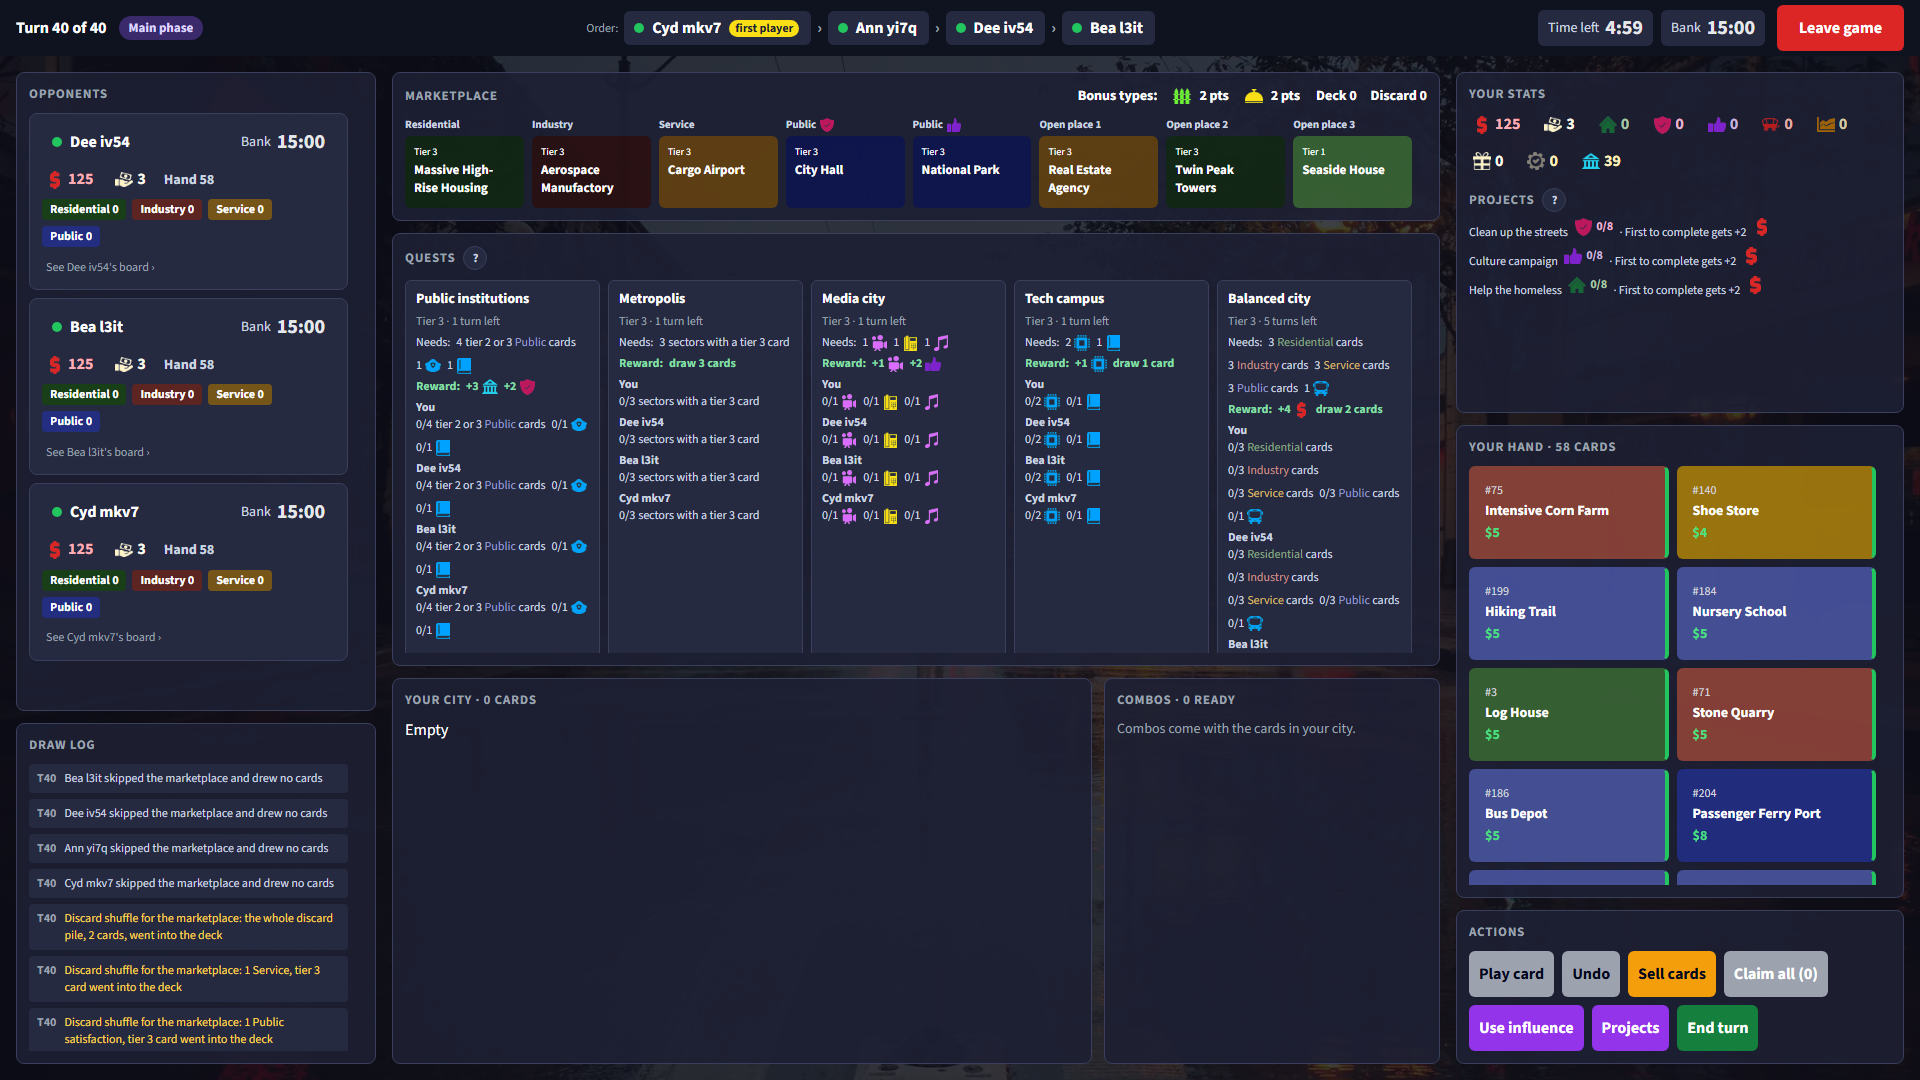 Turn 40 of 40 Main phase
Order: Cyd mkv7 first player › Ann yi7q › Dee iv54 › Bea l3it
Time left 4:59 Bank 15:00 Leave game
OPPONENTS
Dee iv54 Bank 15:00
125 3 Hand 58
Residential 0 Industry 0 Service 0
Public 0
See Dee iv54's board ›
Bea l3it Bank 15:00
125 3 Hand 58
Residential 0 Industry 0 Service 0
Public 0
See Bea l3it's board ›
Cyd mkv7 Bank 15:00
125 3 Hand 58
Residential 0 Industry 0 Service 0
Public 0
See Cyd mkv7's board ›
DRAW LOG
T40 Bea l3it skipped the marketplace and drew no cards
T40 Dee iv54 skipped the marketplace and drew no cards
T40 Ann yi7q skipped the marketplace and drew no cards
T40 Cyd mkv7 skipped the marketplace and drew no cards
T40 Discard shuffle for the marketplace: the whole discard
pile, 2 cards, went into the deck
T40 Discard shuffle for the marketplace: 1 Service, tier 3
card went into the deck
T40 Discard shuffle for the marketplace: 1 Public
satisfaction, tier 3 card went into the deck
MARKETPLACE
Bonus types: 2 pts 2 pts Deck 0 Discard 0
Residential
Tier 3
Massive High-
Rise Housing
Industry
Tier 3
Aerospace
Manufactory
Service
Tier 3
Cargo Airport
Public
Tier 3
City Hall
Public
Tier 3
National Park
Open place 1
Tier 3
Real Estate
Agency
Open place 2
Tier 3
Twin Peak
Towers
Open place 3
Tier 1
Seaside House
QUESTS ?
Public institutions
Tier 3 · 1 turn left
Needs: 4 tier 2 or 3 Public cards
1 1
Reward: +3 +2
You
0/4 tier 2 or 3 Public cards 0/1
0/1
Dee iv54
0/4 tier 2 or 3 Public cards 0/1
0/1
Bea l3it
0/4 tier 2 or 3 Public cards 0/1
0/1
Cyd mkv7
0/4 tier 2 or 3 Public cards 0/1
0/1
Metropolis
Tier 3 · 1 turn left
Needs: 3 sectors with a tier 3 card
Reward: draw 3 cards
You
0/3 sectors with a tier 3 card
Dee iv54
0/3 sectors with a tier 3 card
Bea l3it
0/3 sectors with a tier 3 card
Cyd mkv7
0/3 sectors with a tier 3 card
Media city
Tier 3 · 1 turn left
Needs: 1 1 1
Reward: +1 +2
You
0/1 0/1 0/1
Dee iv54
0/1 0/1 0/1
Bea l3it
0/1 0/1 0/1
Cyd mkv7
0/1 0/1 0/1
Tech campus
Tier 3 · 1 turn left
Needs: 2 1
Reward: +1 draw 1 card
You
0/2 0/1
Dee iv54
0/2 0/1
Bea l3it
0/2 0/1
Cyd mkv7
0/2 0/1
Balanced city
Tier 3 · 5 turns left
Needs: 3 Residential cards
3 Industry cards 3 Service cards
3 Public cards 1
Reward: +4 draw 2 cards
You
0/3 Residential cards
0/3 Industry cards
0/3 Service cards 0/3 Public cards
0/1
Dee iv54
0/3 Residential cards
0/3 Industry cards
0/3 Service cards 0/3 Public cards
0/1
Bea l3it
YOUR CITY · 0 CARDS
Empty
COMBOS · 0 READY
Combos come with the cards in your city.
YOUR STATS
125 3 0 0 0 0 0
0 0 39
PROJECTS ?
Clean up the streets 0/8 · First to complete gets +2
Culture campaign 0/8 · First to complete gets +2
Help the homeless 0/8 · First to complete gets +2
YOUR HAND · 58 CARDS
#75
Intensive Corn Farm
$5
#140
Shoe Store
$4
#199
Hiking Trail
$5
#184
Nursery School
$5
#3
Log House
$5
#71
Stone Quarry
$5
#186
Bus Depot
$5
#204
Passenger Ferry Port
$8
ACTIONS
Play card Undo Sell cards Claim all (0)
Use influence Projects End turn